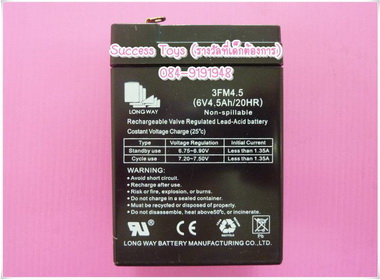 Success Toys (รางวัลที่เด็กต้องการ)
084-9191948
LONG WAY
3FM4.5
(6V4.5Ah/20HR)
Non-spillable
Rechargeable Valve Regulated Lead-Acid battery
Costant Voltage Charge (25°c)
Type Voltage Regulation Initial Current
Standby use 6.75~6.90V Less than 1.35A
Cycle use 7.20~7.50V Less than 1.35A
WARNING:
Avoid short circuit.
Risk or fire, explosion, or burns.
Do not charge in a sealed container.
Must be recycled or disposed of properly.
Do not disassemble, heat above50°c, or incinerate.
Pb
LONG WAY BATTERY MANUFACTURING CO.,LTD.